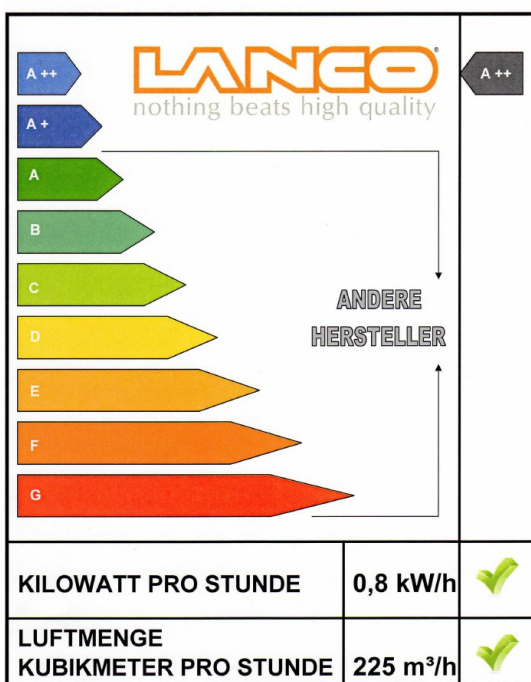 A ++
LANCO
A ++
nothing beats high quality
A +
A
B
C
ANDERE
D
HERSTELLER
E
F
G
KILOWATT PRO STUNDE 0,8 kW/h
LUFTMENGE
KUBIKMETER PRO STUNDE 225 m³/h